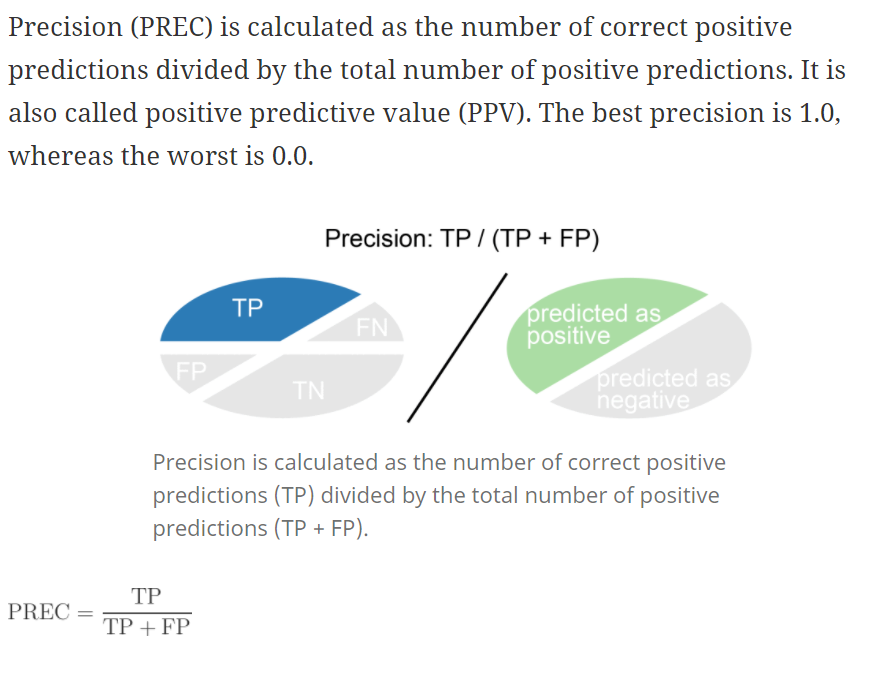 Precision (PREC) is calculated as the number of correct positive
predictions divided by the total number of positive predictions. It is
also called positive predictive value (PPV). The best precision is 1.0,
whereas the worst is 0.0.
Precision: TP / (TP + FP)
TP
FN
FP
TN
predicted as
positive
predicted as
negative
Precision is calculated as the number of correct positive
predictions (TP) divided by the total number of positive
predictions (TP + FP).
PREC = TP / TP + FP